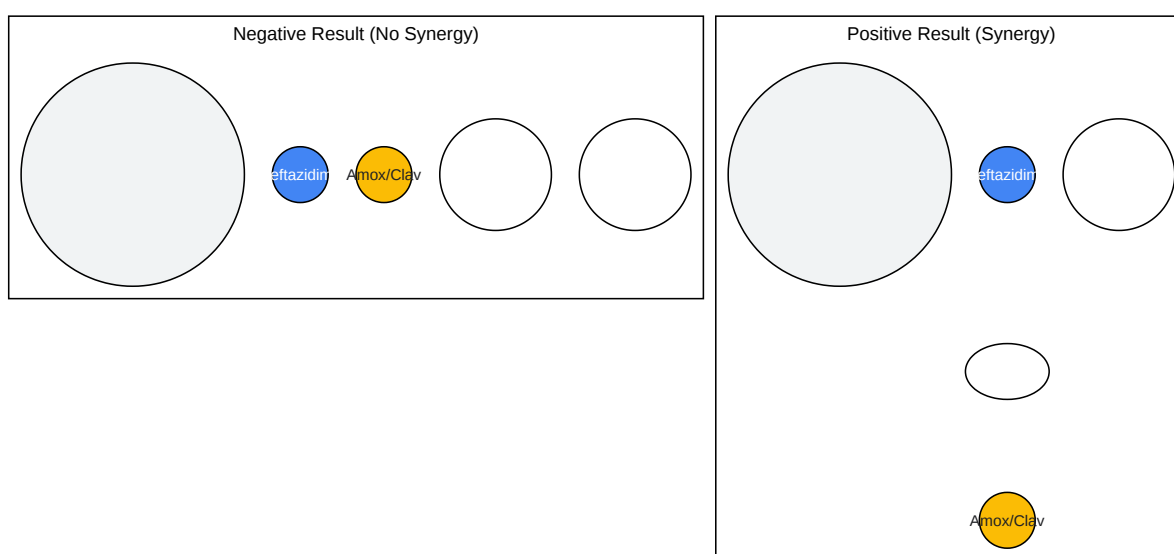 Negative Result (No Synergy)
eftazidim
Amox/Clav
Positive Result (Synergy)
eftazidim
Amox/Clav